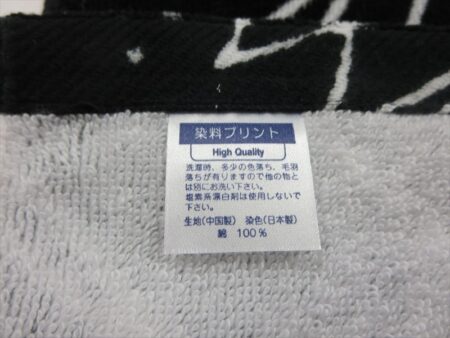 染料プリント
High Quality
洗濯時、多少の色落ち、毛羽
落ちが有りますので他の物と
は別にお洗い下さい。
塩素系漂白剤は使用しないで
下さい。
生地(中国製) 染色(日本製)
綿 100%